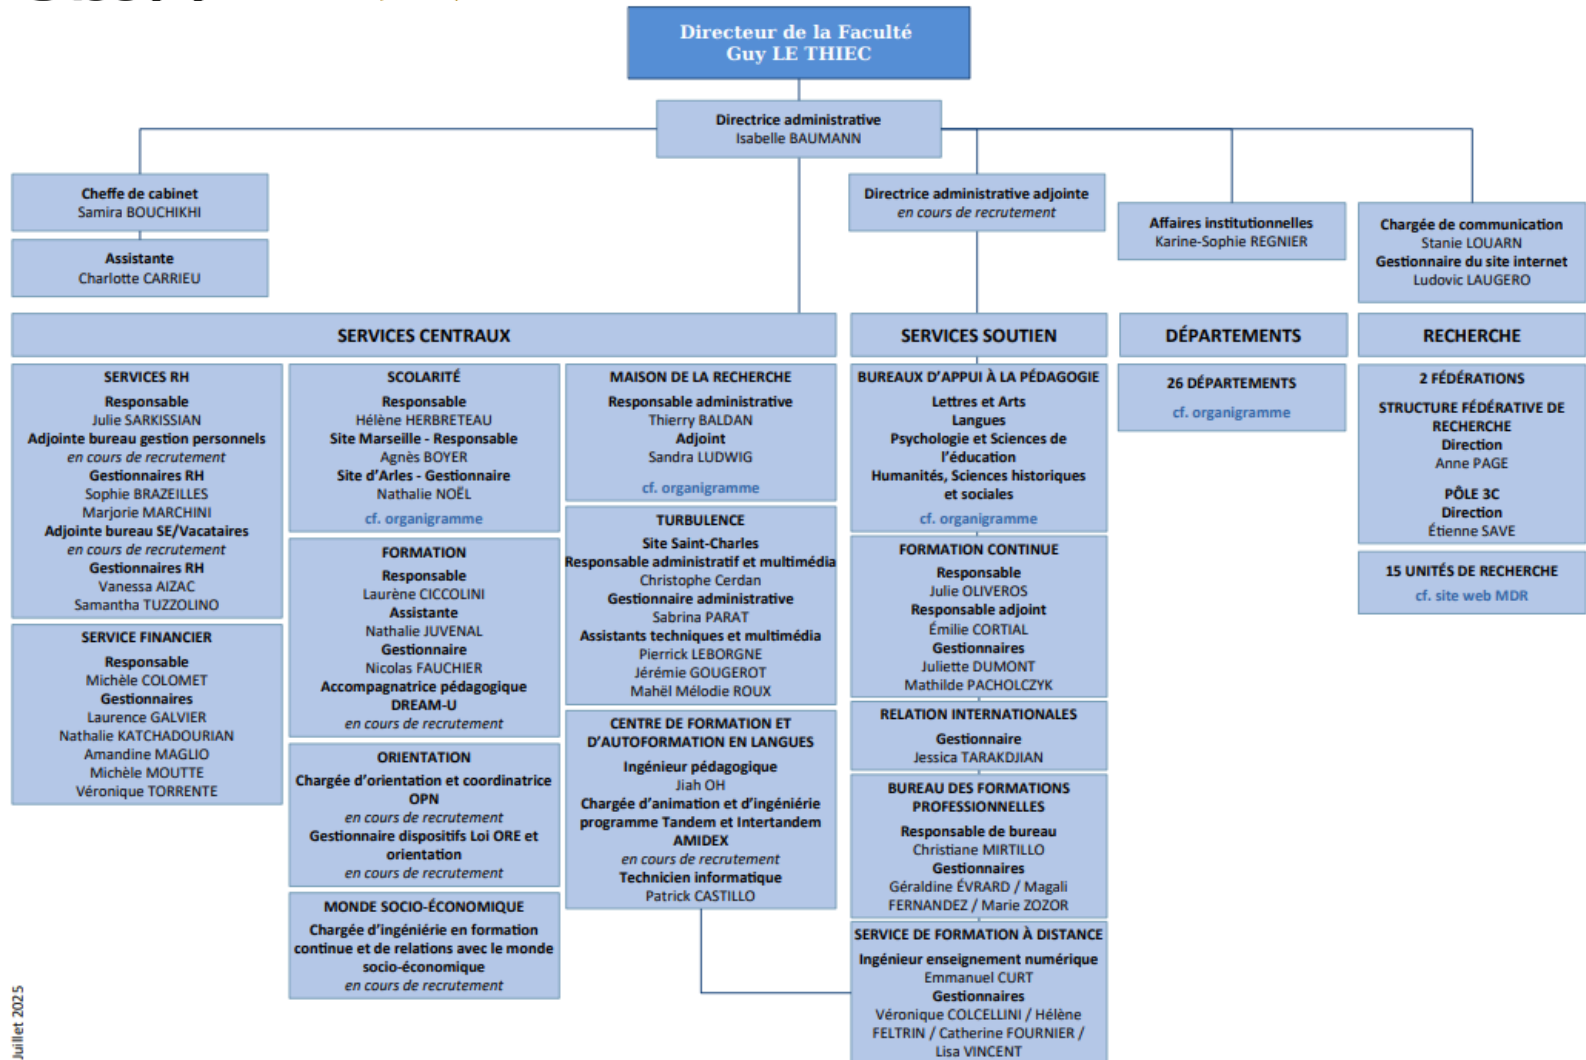 Directeur de la Faculté
Guy LE THIEC
Directrice administrative
Isabelle BAUMANN
Cheffe de cabinet
Samira BOUCHIKHI
Assistante
Charlotte CARRIEU
Directrice administrative adjointe
en cours de recrutement
Affaires institutionnelles
Karine-Sophie REGNIER
Chargée de communication
Stanie LOUARN
Gestionnaire du site internet
Ludovic LAUGERO
SERVICES CENTRAUX
SERVICES RH
Responsable
Julie SARKISSIAN
Adjointe bureau gestion personnels
en cours de recrutement
Gestionnaires RH
Sophie BRAZEILLES
Marjorie MARCHINI
Adjointe bureau SE/Vacataires
en cours de recrutement
Gestionnaires RH
Vanessa AIZAC
Samantha TUZZOLINO
SERVICE FINANCIER
Responsable
Michèle COLOMET
Gestionnaires
Laurence GALVIER
Nathalie KATCHADOURIAN
Amandine MAGLIO
Michèle MOUTTE
Véronique TORRENTE
SCOLARITÉ
Responsable
Hélène HERBRETEAU
Site Marseille - Responsable
Agnès BOYER
Site d'Arles - Gestionnaire
Nathalie NOËL
cf. organigramme
FORMATION
Responsable
Laurène CICCOLINI
Assistante
Nathalie JUVENAL
Gestionnaire
Nicolas FAUCHIER
Accompagnatrice pédagogique
DREAM-U
en cours de recrutement
ORIENTATION
Chargée d'orientation et coordinatrice
OPN
en cours de recrutement
Gestionnaire dispositifs Loi ORE et
orientation
en cours de recrutement
MONDE SOCIO-ÉCONOMIQUE
Chargée d'ingéniérie en formation
continue et de relations avec le monde
socio-économique
en cours de recrutement
MAISON DE LA RECHERCHE
Responsable administrative
Thierry BALDAN
Adjoint
Sandra LUDWIG
cf. organigramme
TURBULENCE
Site Saint-Charles
Responsable administratif et multimédia
Christophe Cerdan
Gestionnaire administrative
Sabrina PARAT
Assistants techniques et multimédia
Pierrick LEBORGNE
Jérémie GOUGEROT
Mahël Mélodie ROUX
CENTRE DE FORMATION ET
D'AUTOFORMATION EN LANGUES
Ingénieur pédagogique
Jiah OH
Chargée d'animation et d'ingéniérie
programme Tandem et Intertandem
AMIDEX
en cours de recrutement
Technicien informatique
Patrick CASTILLO
SERVICES SOUTIEN
BUREAUX D'APPUI À LA PÉDAGOGIE
Lettres et Arts
Langues
Psychologie et Sciences de
l'éducation
Humanités, Sciences historiques
et sociales
cf. organigramme
FORMATION CONTINUE
Responsable
Julie OLIVEROS
Responsable adjoint
Émilie CORTIAL
Gestionnaires
Juliette DUMONT
Mathilde PACHOLCZYK
RELATION INTERNATIONALES
Gestionnaire
Jessica TARAKDJIAN
BUREAU DES FORMATIONS
PROFESSIONNELLES
Responsable de bureau
Christiane MIRTILLO
Gestionnaires
Géraldine ÉVRARD / Magali
FERNANDEZ / Marie ZOZOR
SERVICE DE FORMATION À DISTANCE
Ingénieur enseignement numérique
Emmanuel CURT
Gestionnaires
Véronique COLCELLINI / Hélène
FELTRIN / Catherine FOURNIER /
Lisa VINCENT
DÉPARTEMENTS
26 DÉPARTEMENTS
cf. organigramme
RECHERCHE
2 FÉDÉRATIONS
STRUCTURE FÉDÉRATIVE DE
RECHERCHE
Direction
Anne PAGE
PÔLE 3C
Direction
Étienne SAVE
15 UNITÉS DE RECHERCHE
cf. site web MDR
Juillet 2025